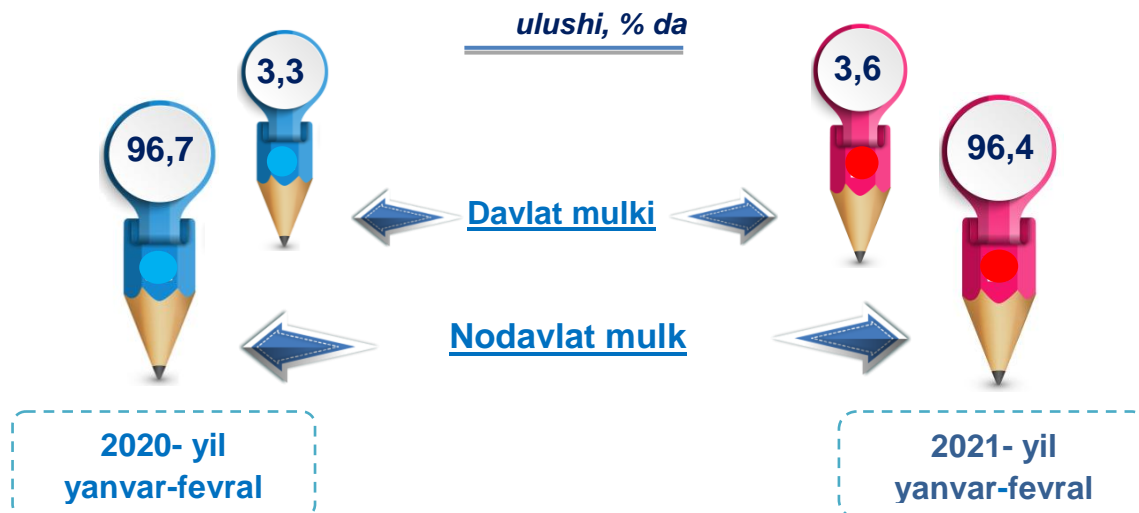 ulushi, % da
3,3
3,6
96,7
96,4
Davlat mulki
Nodavlat mulk
2020- yil
yanvar-fevral
2021- yil
yanvar-fevral